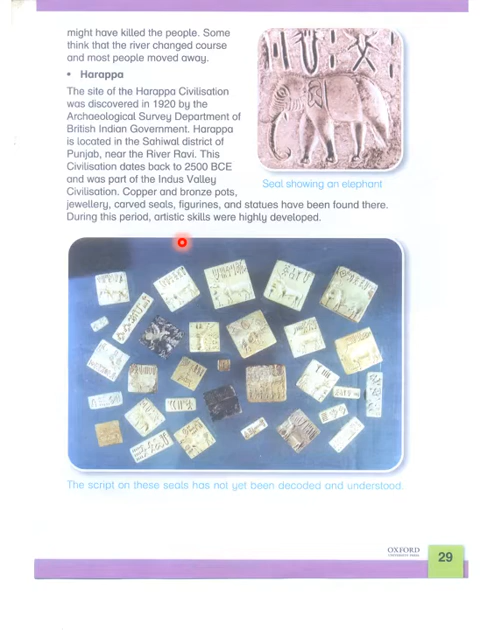 might have killed the people. Some
think that the river changed course
and most people moved away.
• Harappa
The site of the Harappa Civilisation
was discovered in 1920 by the
Archaeological Survey Department of
British Indian Government. Harappa
is located in the Sahiwal district of
Punjab, near the River Ravi. This
Civilisation dates back to 2500 BCE
and was part of the Indus Valley
Civilisation. Copper and bronze pots,
jewellery, carved seals, figurines, and statues have been found there.
During this period, artistic skills were highly developed.
Seal showing an elephant
The script on these seals has not yet been decoded and understood.
OXFORD
UNIVERSITY PRESS
29